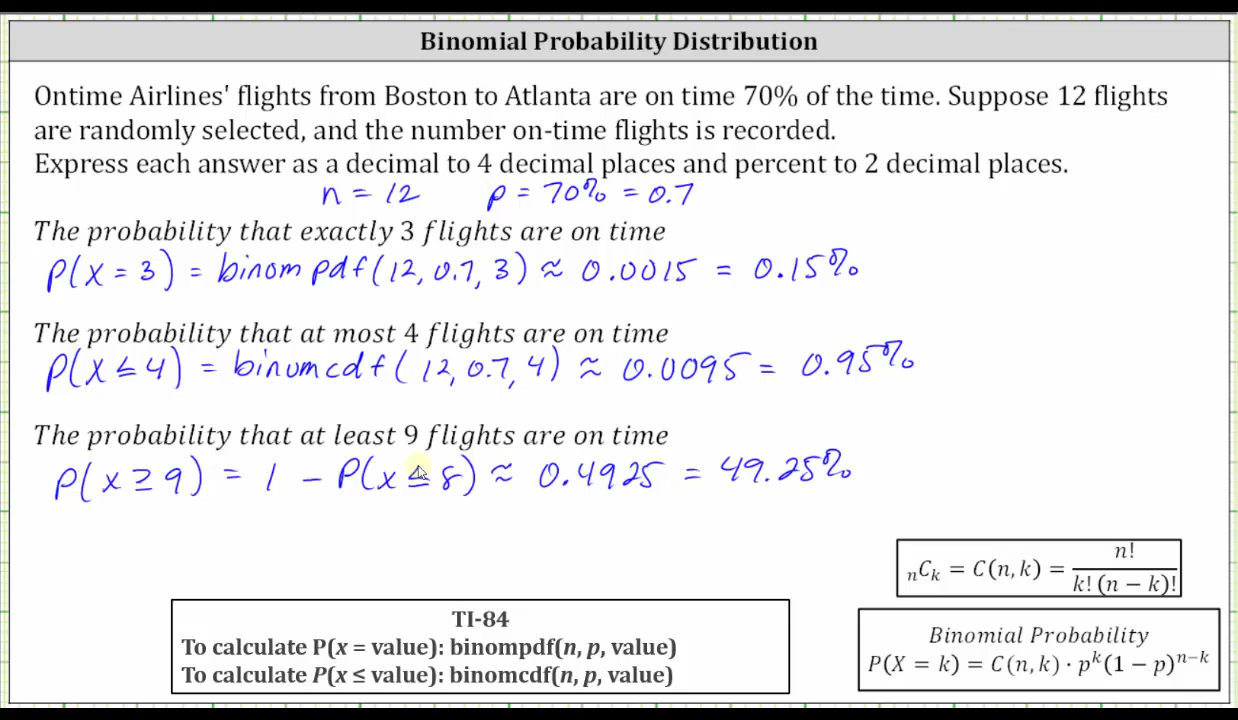 Binomial Probability Distribution
Ontime Airlines' flights from Boston to Atlanta are on time 70% of the time. Suppose 12 flights
are randomly selected, and the number on-time flights is recorded.
Express each answer as a decimal to 4 decimal places and percent to 2 decimal places.
n = 12 p = 70% = 0.7
The probability that exactly 3 flights are on time
P(X = 3) = binompdf(12, 0.7, 3) ≈ 0.0015 = 0.15%
The probability that at most 4 flights are on time
P(X ≤ 4) = binomcdf(12, 0.7, 4) ≈ 0.0095 = 0.95%
The probability that at least 9 flights are on time
P(X ≥ 9) = 1 − P(X ≤ 8) ≈ 0.4925 = 49.25%
nCk = C(n, k) = n! / k! (n − k)!
TI-84
To calculate P(x = value): binompdf(n, p, value)
To calculate P(x ≤ value): binomcdf(n, p, value)
Binomial Probability
P(X = k) = C(n, k) · p^k(1 − p)^n−k